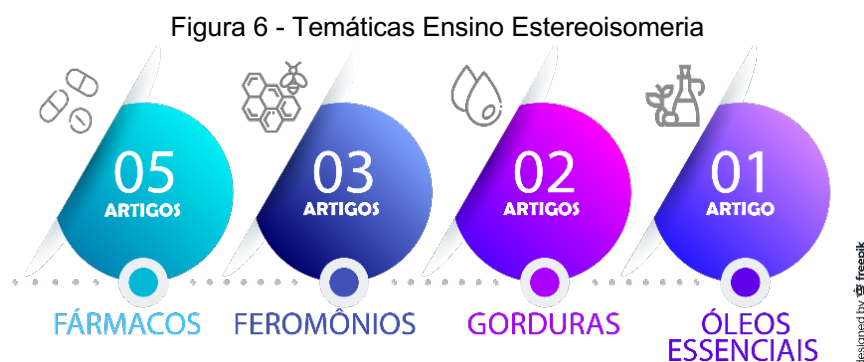 Figura 6 - Temáticas Ensino Estereoisomeria
05
ARTIGOS
03
ARTIGOS
02
ARTIGOS
01
ARTIGO
FÁRMACOS
FEROMÔNIOS
GORDURAS
ÓLEOS
ESSENCIAIS
designed by freepik